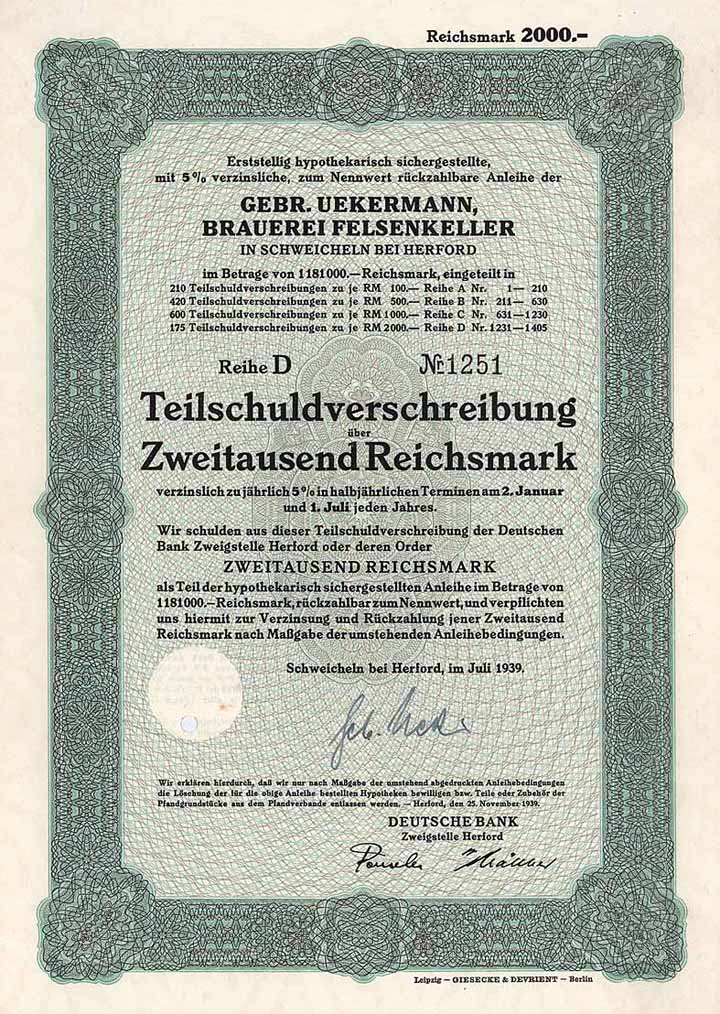 Reichsmark 2000.–
Erststellig hypothekarisch sichergestellte,
mit 5% verzinsliche, zum Nennwert rückzahlbare Anleihe der
GEBR. UEKERMANN,
BRAUEREI FELSENKELLER
IN SCHWEICHELN BEI HERFORD
im Betrage von 1181000.—Reichsmark, eingeteilt in
210 Teilschuldverschreibungen zu je RM 100.— Reihe A Nr. 1— 210
420 Teilschuldverschreibungen zu je RM 500.— Reihe B Nr. 211— 630
600 Teilschuldverschreibungen zu je RM 1000.— Reihe C Nr. 631—1230
175 Teilschuldverschreibungen zu je RM 2000.— Reihe D Nr. 1231—1405
Reihe D № 1251
Teilschuldverschreibung
über
Zweitausend Reichsmark
verzinslich zu jährlich 5% in halbjährlichen Terminen am 2. Januar
und 1. Juli jeden Jahres.
Wir schulden aus dieser Teilschuldverschreibung der Deutschen
Bank Zweigstelle Herford oder deren Order
ZWEITAUSEND REICHSMARK
als Teil der hypothekarisch sichergestellten Anleihe im Betrage von
1181000.—Reichsmark, rückzahlbar zum Nennwert, und verpflichten
uns hiermit zur Verzinsung und Rückzahlung jener Zweitausend
Reichsmark nach Maßgabe der umstehenden Anleihebedingungen.
Schweicheln bei Herford, im Juli 1939.
Wir erklären hierdurch, daß wir nur nach Maßgabe der umstehend abgedruckten Anleihebedingungen
die Löschung der für die obige Anleihe bestellten Hypotheken bewilligen bzw. Teile oder Zubehör der
Pfandgrundstücke aus dem Pfandverbande entlassen werden. — Herford, den 25. November 1939.
DEUTSCHE BANK
Zweigstelle Herford
Leipzig — GIESECKE & DEVRIENT — Berlin